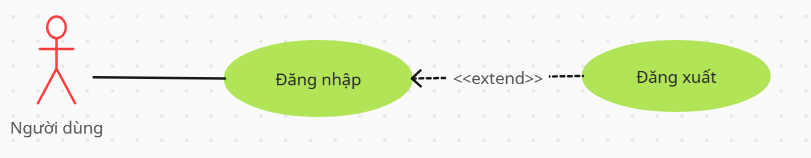 Đăng nhập
<<extend>>
Đăng xuất
Người dùng